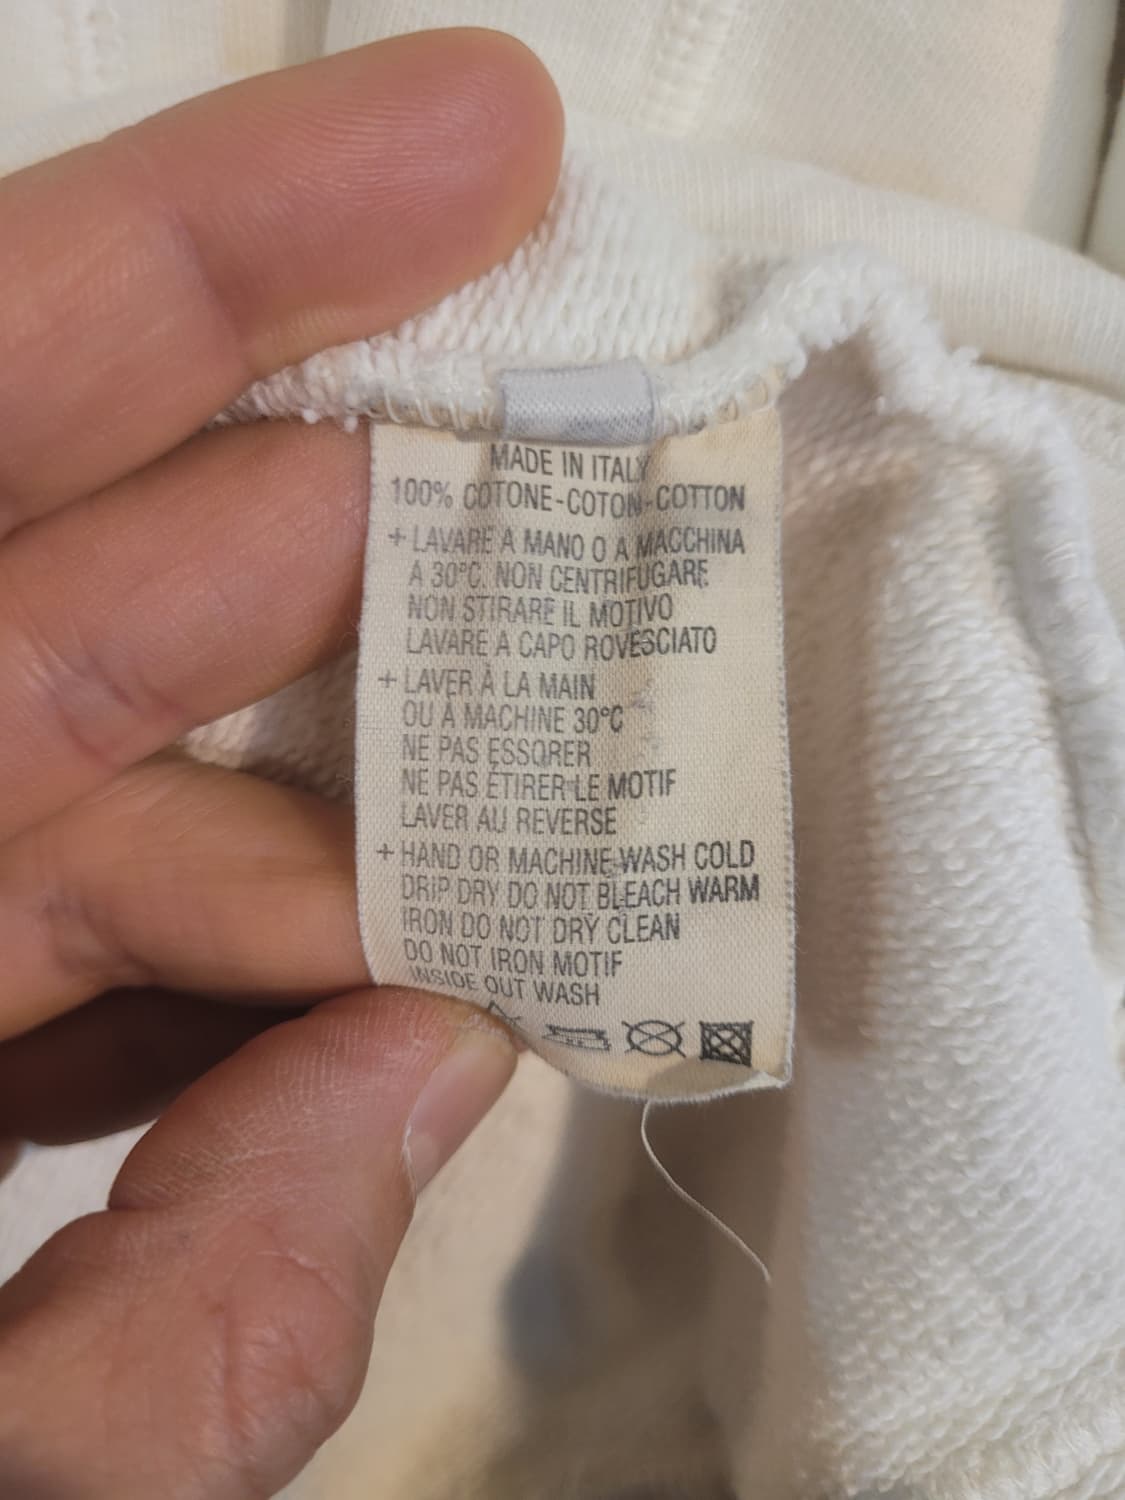 MADE IN ITALY
100% COTONE-COTON-COTTON
+ LAVARE A MANO O A MACCHINA
A 30°C. NON CENTRIFUGARE
NON STIRARE IL MOTIVO
LAVARE A CAPO ROVESCIATO
+ LAVER À LA MAIN
OU À MACHINE 30°C
NE PAS ESSORER
NE PAS ÉTIRER LE MOTIF
LAVER AU REVERSE
+ HAND OR MACHINE WASH COLD
DRIP DRY DO NOT BLEACH WARM
IRON DO NOT DRY CLEAN
DO NOT IRON MOTIF
INSIDE OUT WASH